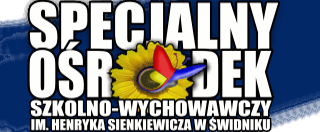 SPECJALNY
OŚRODEK
SZKOLNO-WYCHOWAWCZY
IM. HENRYKA SIENKIEWICZA W ŚWIDNIKU